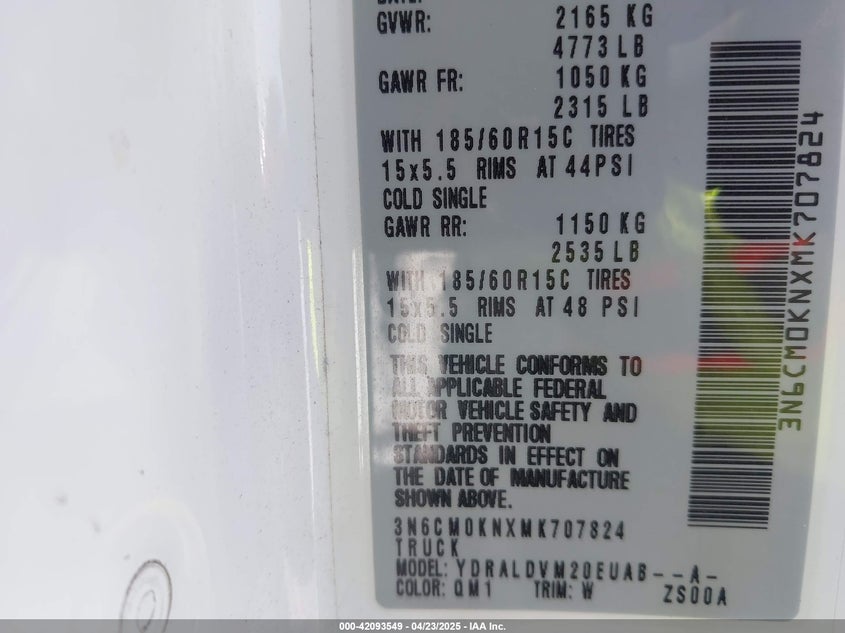 GVWR: 2165 KG
4773 LB
GAWR FR: 1050 KG
2315 LB
WITH 185/60R15C TIRES
15x5.5 RIMS AT 44PSI
COLD SINGLE
GAWR RR: 1150 KG
2535 LB
WITH 185/60R15C TIRES
15x5.5 RIMS AT 48 PSI
COLD SINGLE
THIS VEHICLE CONFORMS TO
ALL APPLICABLE FEDERAL
MOTOR VEHICLE SAFETY AND
THEFT PREVENTION
STANDARDS IN EFFECT ON
THE DATE OF MANUFACTURE
SHOWN ABOVE.
3N6CM0KNXMK707824
TRUCK
MODEL: YDRALDVM20EUAB--A-
COLOR: QM1 TRIM: W ZS00A
3N6CM0KNXMK707824
000-42093549 - 04/23/2025 - IAA Inc.